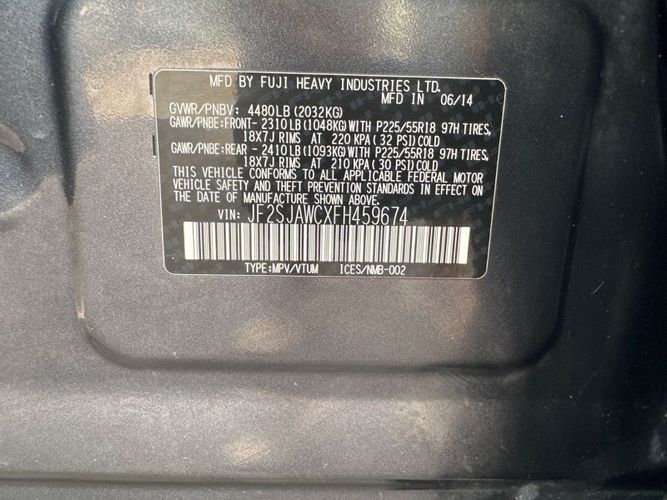 MFD BY FUJI HEAVY INDUSTRIES LTD.
MFD IN 06/14
GVWR/PNBV: 4480LB(2032KG)
GAWR/PNBE:FRONT-2310LB(1048KG)WITH P225/55R18 97H TIRES,
18X7J RIMS AT 220 KPA(32 PSI)COLD
GAWR/PNBE:REAR -2410LB(1093KG)WITH P225/55R18 97H TIRES,
18X7J RIMS AT 210 KPA(30 PSI)COLD
THIS VEHICLE CONFORMS TO ALL APPLICABLE FEDERAL MOTOR
VEHICLE SAFETY AND THEFT PREVENTION STANDARDS IN EFFECT ON
THE DATE OF MANUFACTURE SHOWN ABOVE.
VIN: JF2SJAWCXFH459674
TYPE:MPV/VTUM ICES/NMB-002